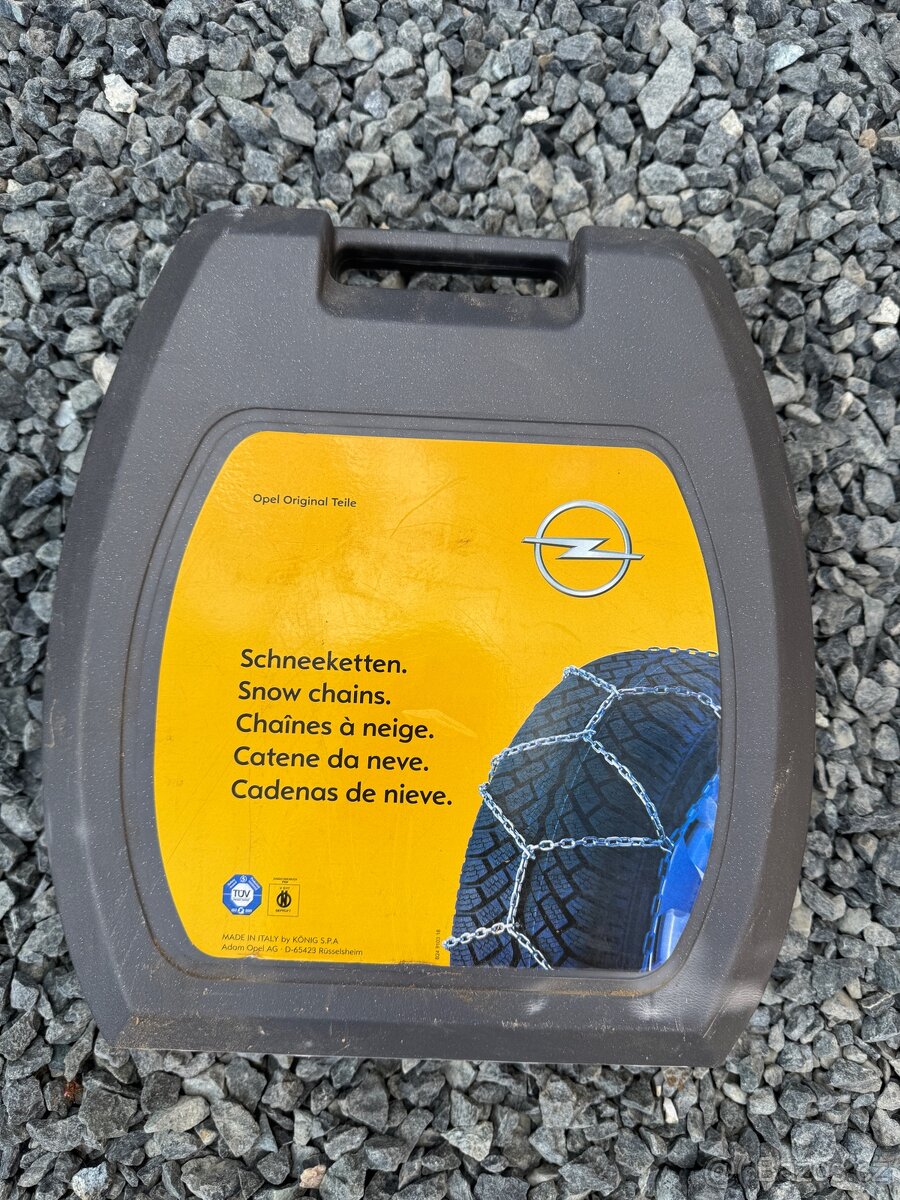 Opel Original Teile
Schneeketten.
Snow chains.
Chaînes à neige.
Catene da neve.
Cadenas de nieve.
TÜV
MADE IN ITALY by KÖNIG S.P.A
Adam Opel AG · D-65423 Rüsselsheim